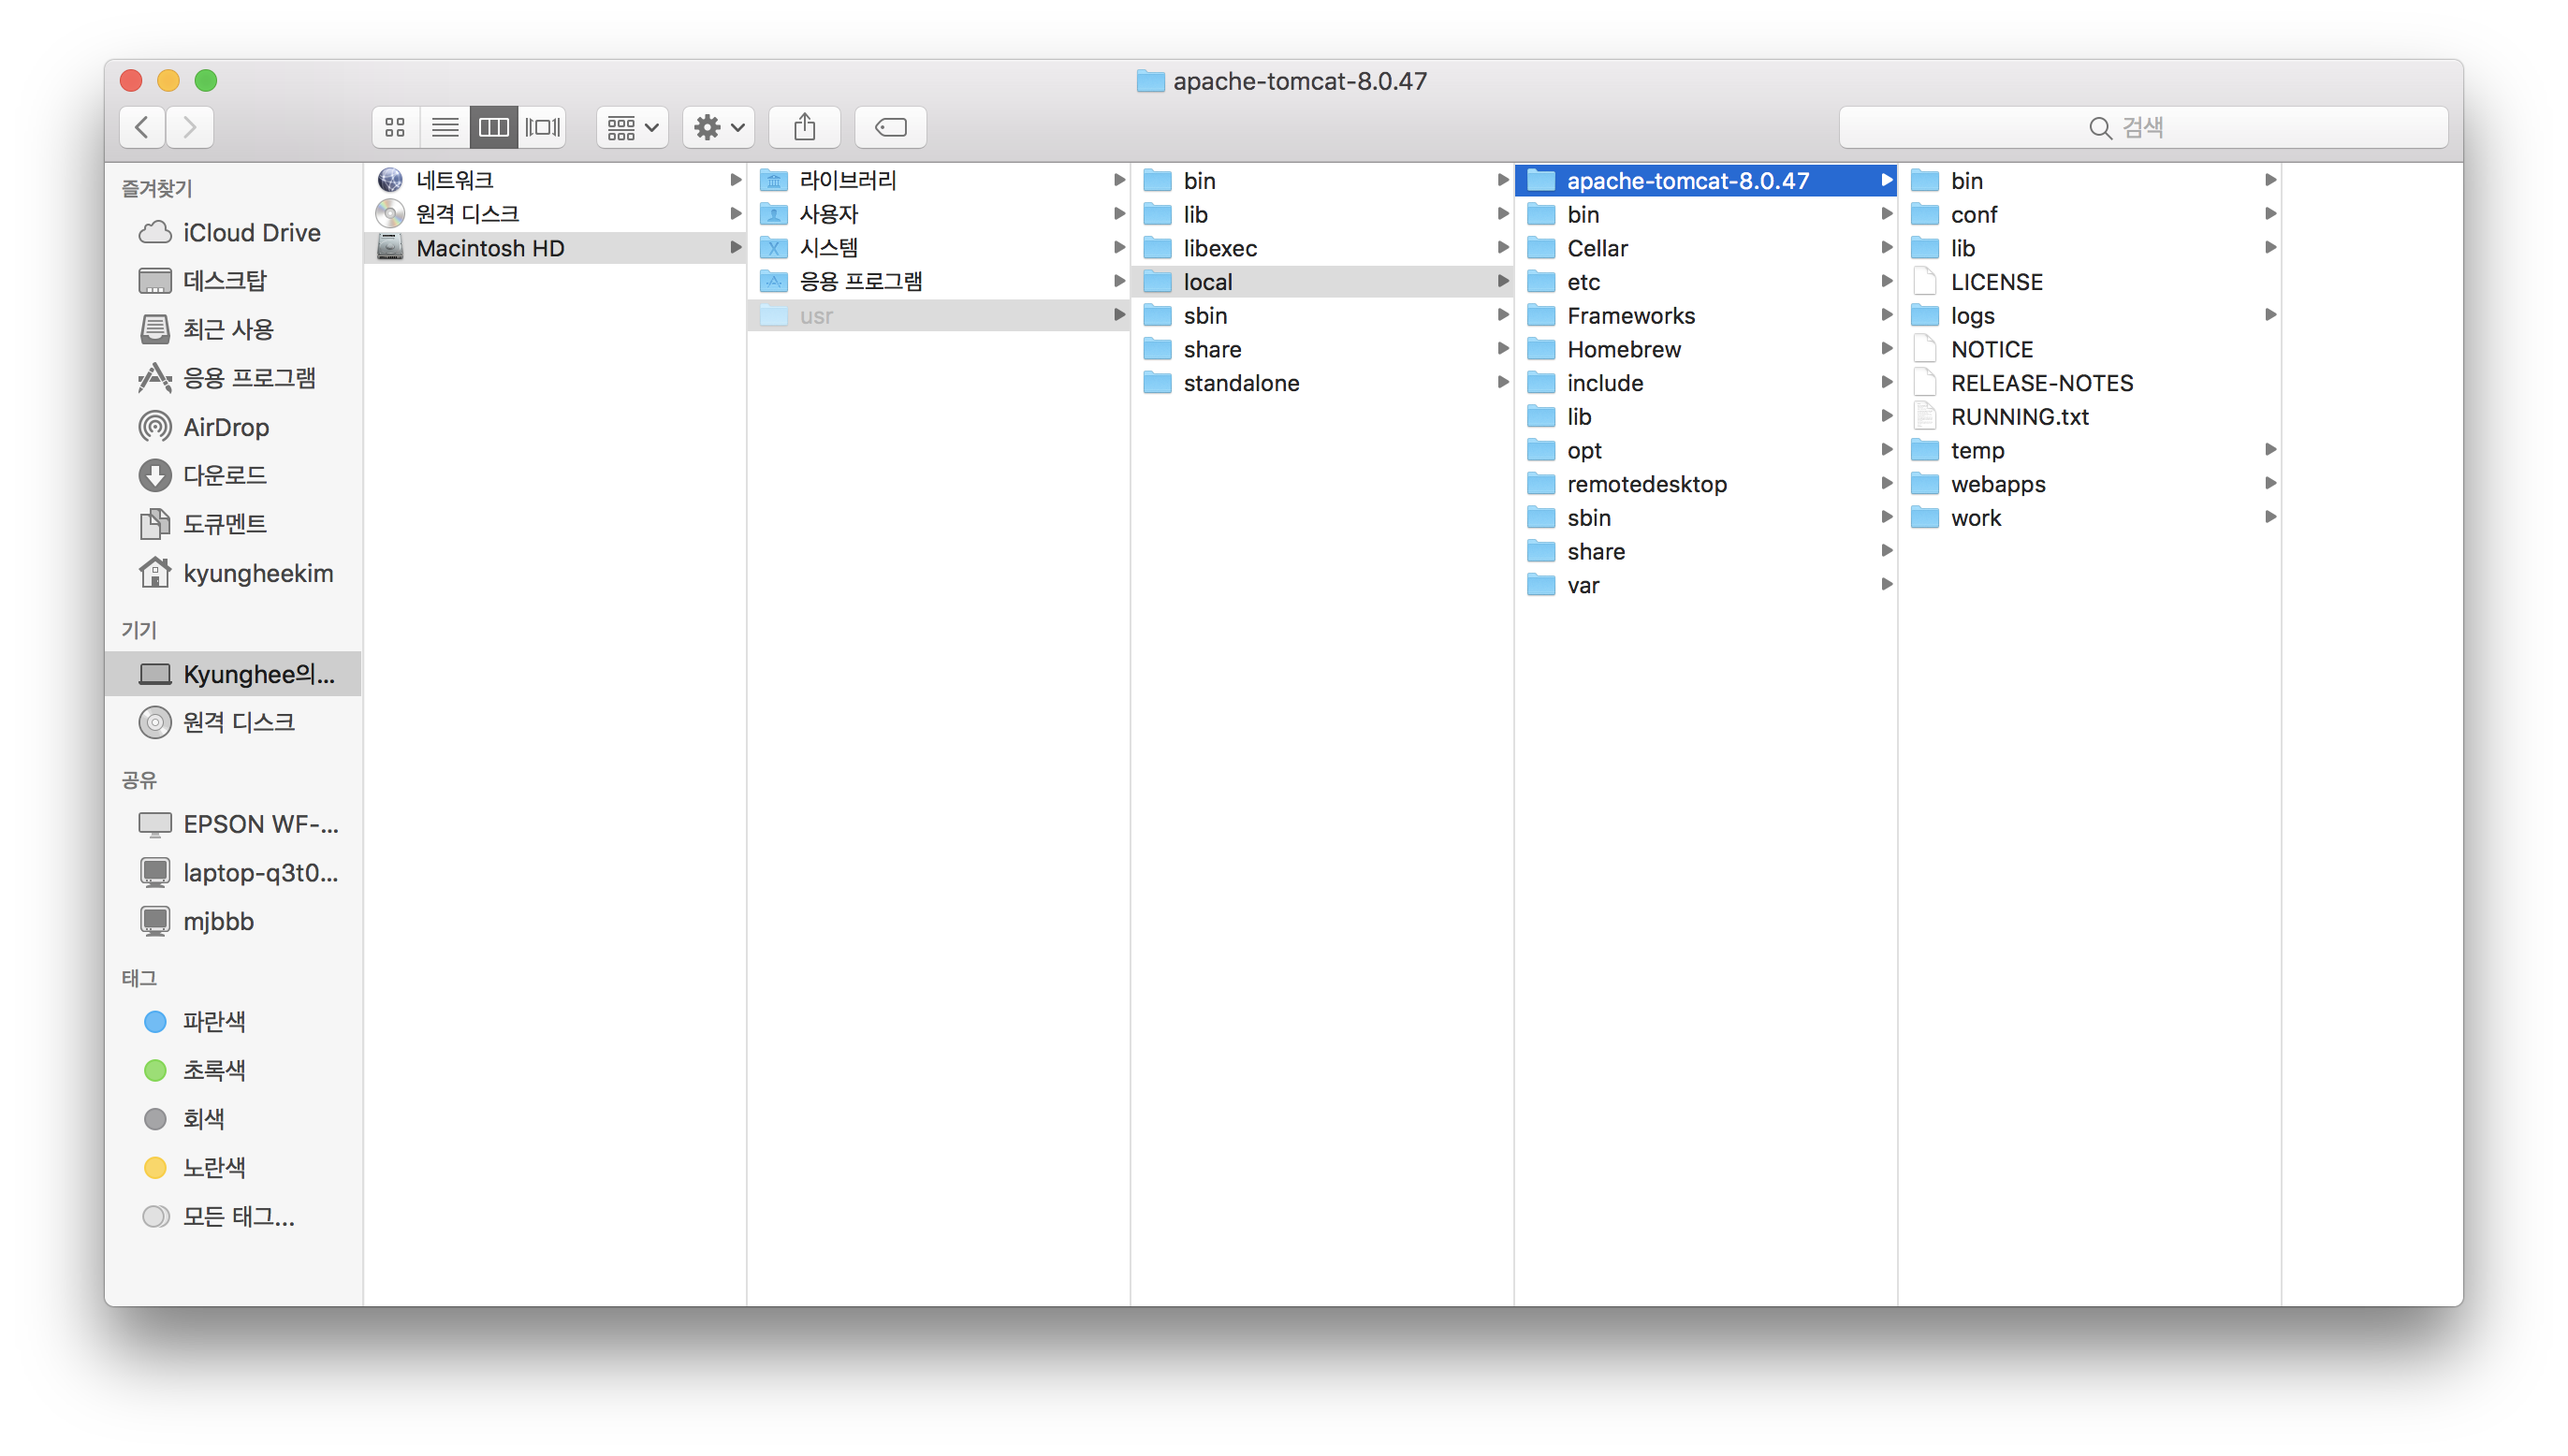 apache-tomcat-8.0.47
검색
즐겨찾기
iCloud Drive
데스크탑
최근 사용
응용 프로그램
AirDrop
다운로드
도큐멘트
kyungheekim
기기
Kyunghee의...
원격 디스크
공유
EPSON WF-...
laptop-q3t0...
mjbbb
태그
파란색
초록색
회색
노란색
모든 태그...
네트워크
원격 디스크
Macintosh HD
라이브러리
사용자
시스템
응용 프로그램
usr
bin
lib
libexec
local
sbin
share
standalone
apache-tomcat-8.0.47
bin
Cellar
etc
Frameworks
Homebrew
include
lib
opt
remotedesktop
sbin
share
var
bin
conf
lib
LICENSE
logs
NOTICE
RELEASE-NOTES
RUNNING.txt
temp
webapps
work